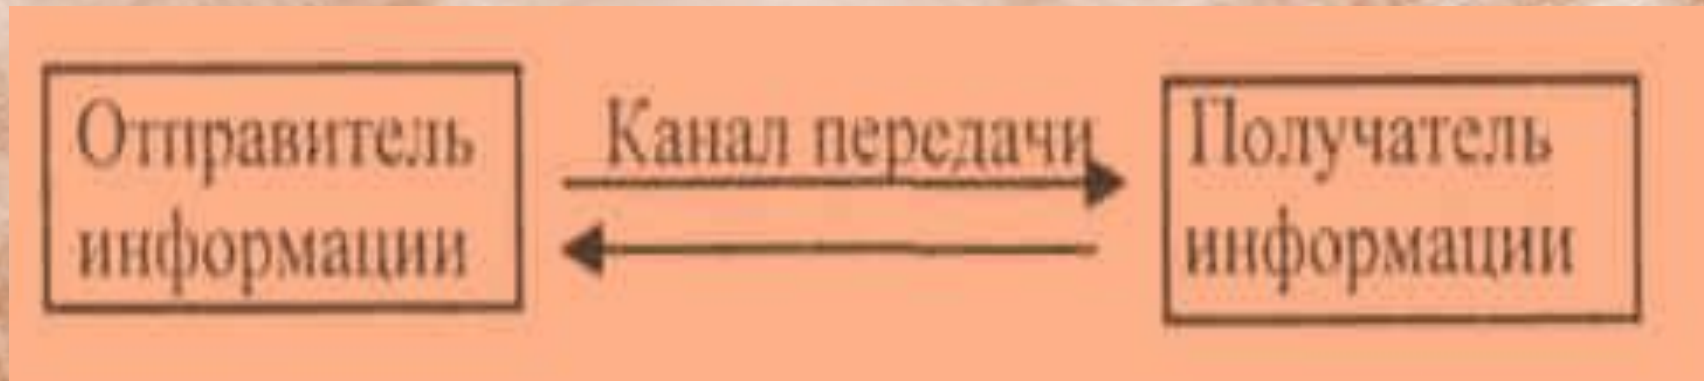 Отправитель
информации
Канал передачи
Получатель
информации